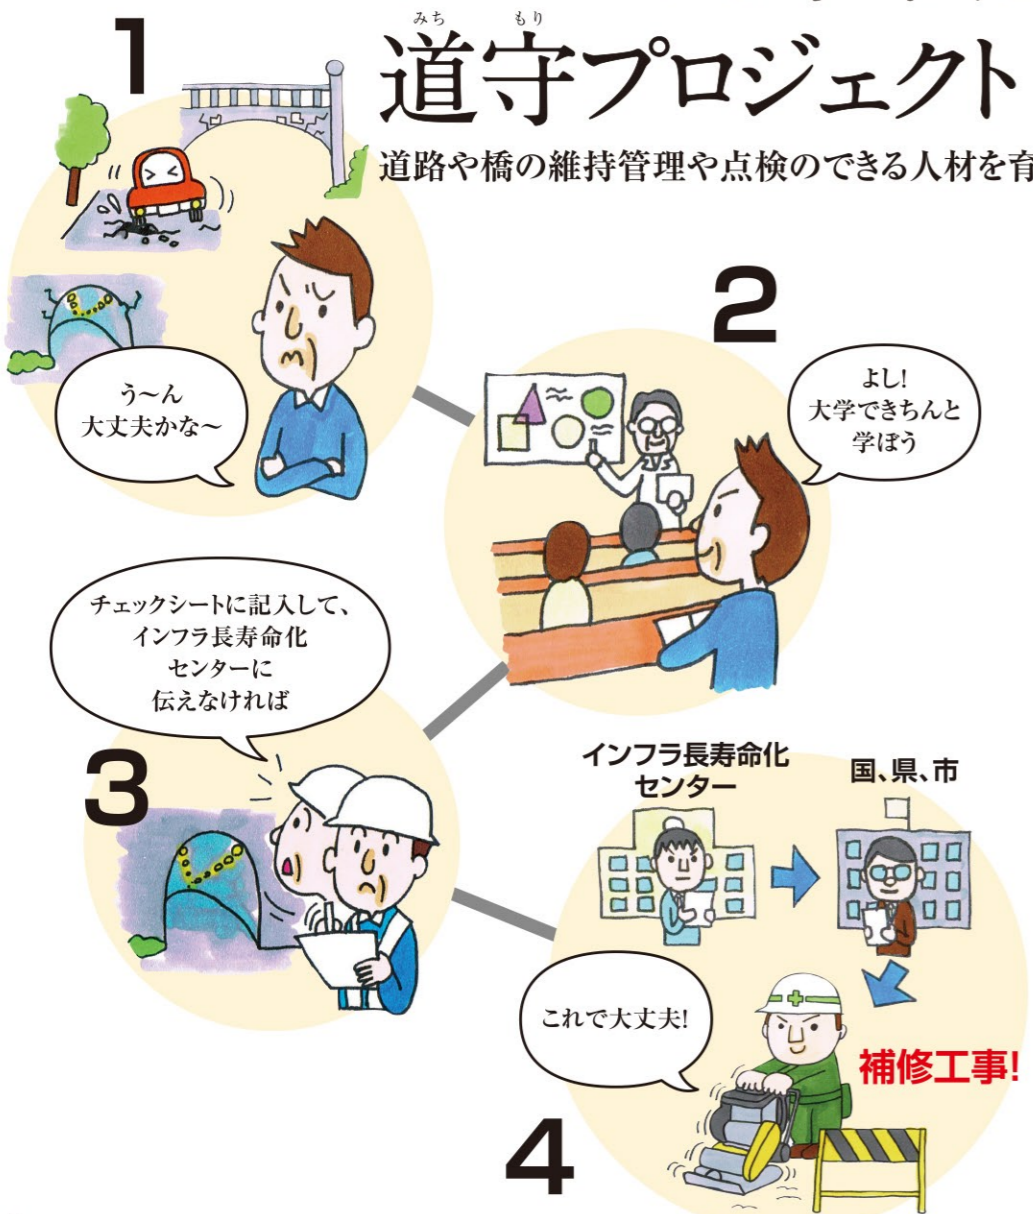 みち もり
道守プロジェクト
道路や橋の維持管理や点検のできる人材を育
1
う〜ん
大丈夫かな〜
2
よし!
大学できちんと
学ぼう
3
チェックシートに記入して、
インフラ長寿命化
センターに
伝えなければ
4
インフラ長寿命化
センター
国、県、市
これで大丈夫!
補修工事!